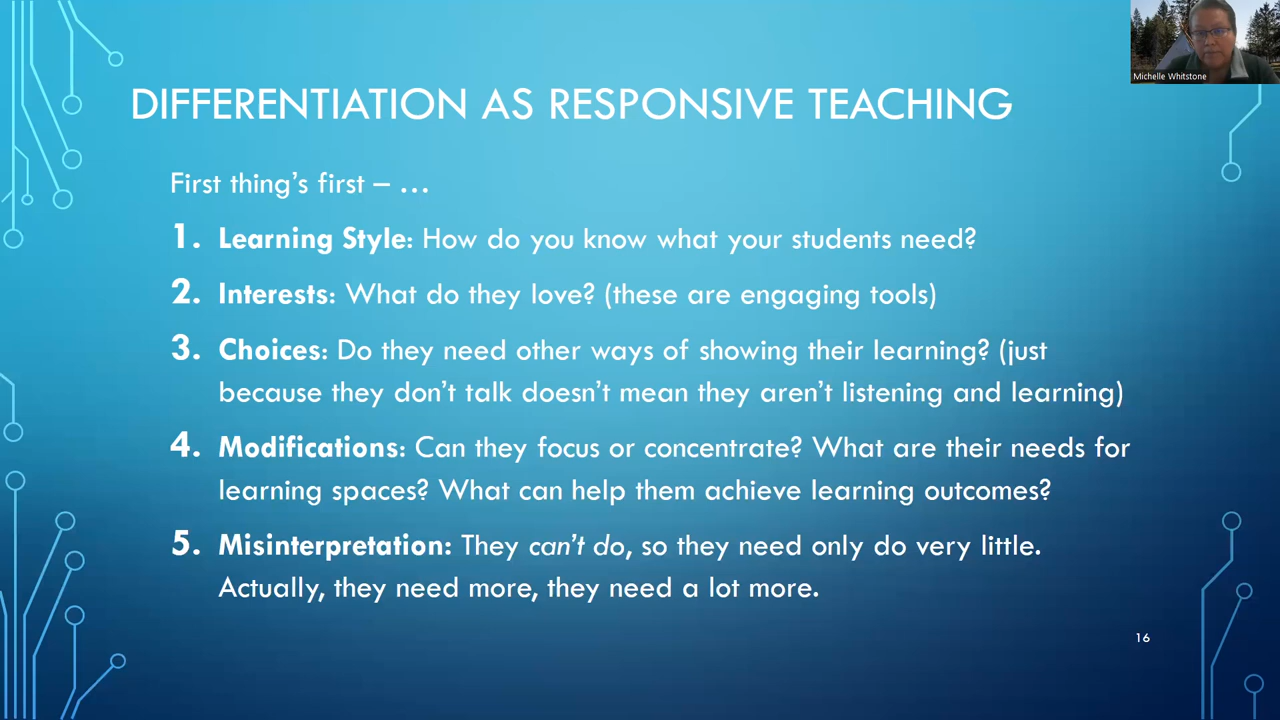 Michelle Whitstone
DIFFERENTIATION AS RESPONSIVE TEACHING
First thing’s first – …
1. Learning Style: How do you know what your students need?
2. Interests: What do they love? (these are engaging tools)
3. Choices: Do they need other ways of showing their learning? (just
because they don’t talk doesn’t mean they aren’t listening and learning)
4. Modifications: Can they focus or concentrate? What are their needs for
learning spaces? What can help them achieve learning outcomes?
5. Misinterpretation: They can’t do, so they need only do very little.
Actually, they need more, they need a lot more.
16